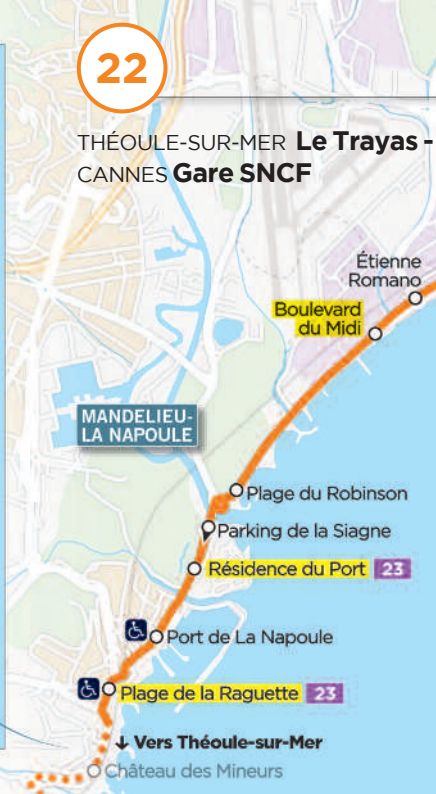 22
THÉOULE-SUR-MER Le Trayas -
CANNES Gare SNCF
Étienne
Romano
Boulevard
du Midi
MANDELIEU-
LA NAPOULE
Plage du Robinson
Parking de la Siagne
Résidence du Port 23
Port de La Napoule
Plage de la Raguette 23
↓ Vers Théoule-sur-Mer
Château des Mineurs